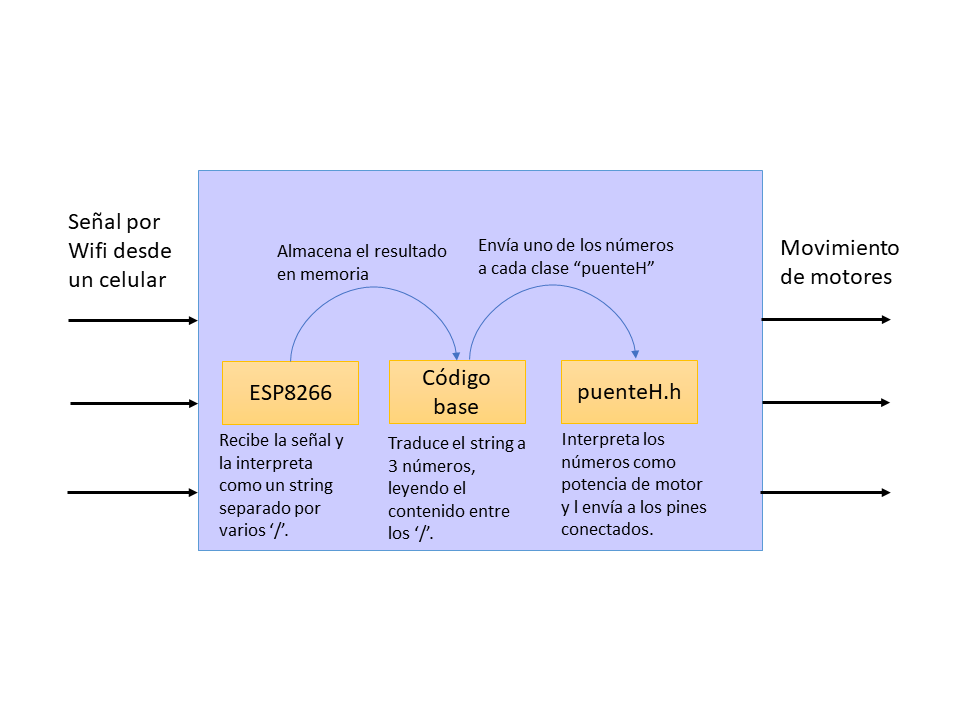 Señal por
Wifi desde
un celular
Almacena el resultado
en memoria
Envía uno de los números
a cada clase “puenteH”
Movimiento
de motores
ESP8266
Código
base
puenteH.h
Recibe la señal y
la interpreta
como un string
separado por
varios ‘/’.
Traduce el string a
3 números,
leyendo el
contenido entre
los ‘/’.
Interpreta los
números como
potencia de motor
y l envía a los pines
conectados.